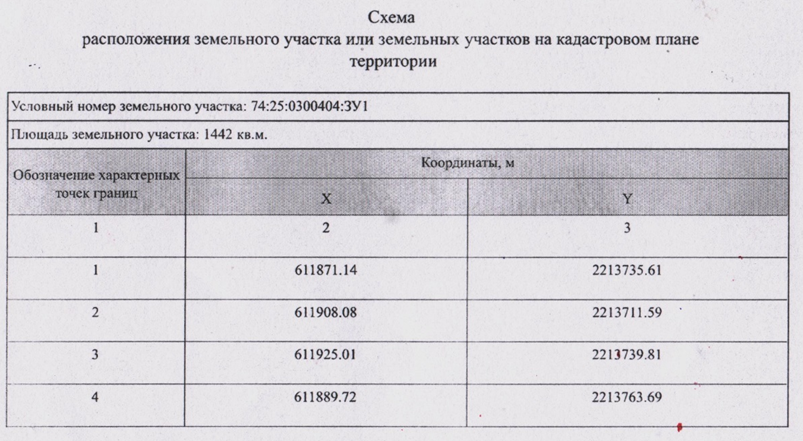 Схема
расположения земельного участка или земельных участков на кадастровом плане
территории
Условный номер земельного участка: 74:25:0300404:ЗУ1
Площадь земельного участка: 1442 кв.м.
Обозначение характерных
точек границ
Координаты, м
X
Y
1
2
3
1
611871.14
2213735.61
2
611908.08
2213711.59
3
611925.01
2213739.81
4
611889.72
2213763.69